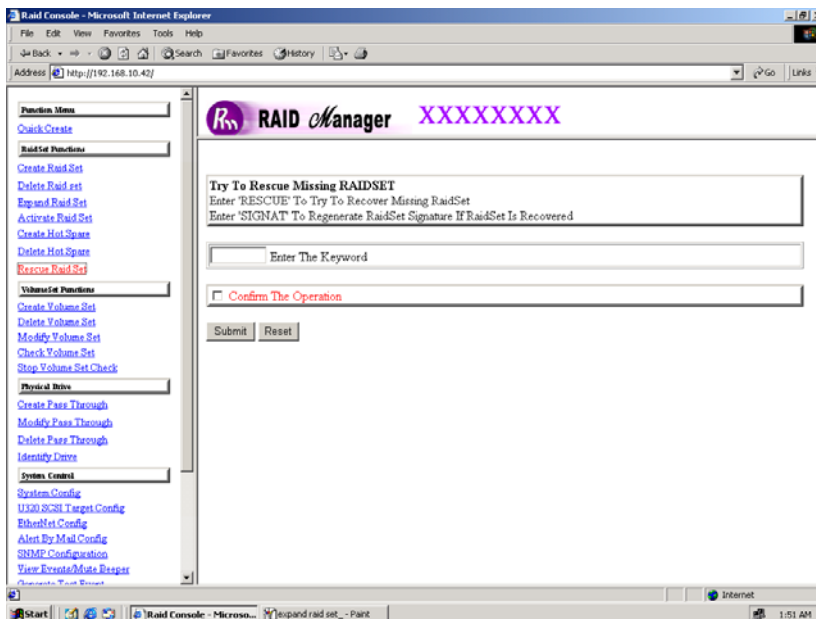 Raid Console - Microsoft Internet Explorer
File Edit View Favorites Tools Help
Back Search Favorites History
Address http://192.168.10.42/ Go Links
Function Menu
Quick Create
RaidSet Functions
Create Raid Set
Delete Raid set
Expand Raid Set
Activate Raid Set
Create Hot Spare
Delete Hot Spare
Rescue Raid Set
VolumeSet Functions
Create Volume Set
Delete Volume Set
Modify Volume Set
Check Volume Set
Stop Volume Set Check
Physical Drive
Create Pass Through
Modify Pass Through
Delete Pass Through
Identify Drive
System Control
System Config
U320 SCSI Target Config
EtherNet Config
Alert By Mail Config
SNMP Configuration
View Events/Mute Beeper
Generate Test Event
Rm RAID Manager XXXXXXXX
Try To Rescue Missing RAIDSET
Enter 'RESCUE' To Try To Recover Missing RaidSet
Enter 'SIGNAT' To Regenerate RaidSet Signature If RaidSet Is Recovered
Enter The Keyword
Confirm The Operation
Submit Reset
Internet
Start Raid Console - Microso... expand raid set_ - Paint 1:51 AM